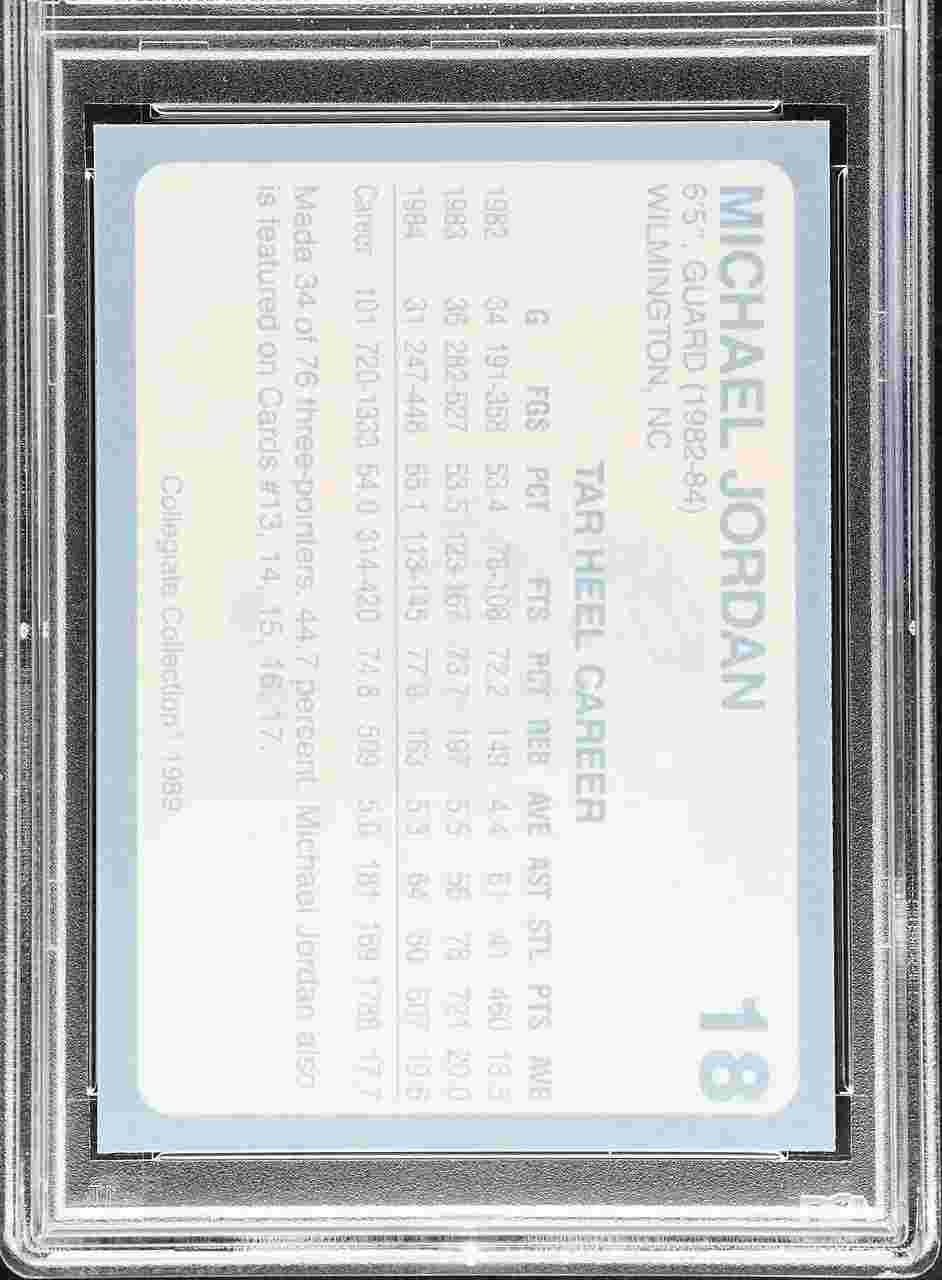 MICHAEL JORDAN 18
6'5", GUARD (1982-84)
WILMINGTON, NC
TAR HEEL CAREER
G FGS PCT FTS PCT REB AVE AST STL PTS AVE
1982 34 191-358 53.4 78-108 72.2 149 4.4 61 41 460 13.5
1983 36 282-527 53.5 123-167 73.7 197 5.5 56 78 721 20.0
1984 31 247-448 55.1 113-145 77.9 163 5.3 64 50 607 19.6
Career 101 720-1333 54.0 314-420 74.8 509 5.0 181 169 1788 17.7
Made 34 of 76 three-pointers, 44.7 percent. Michael Jordan also
is featured on Cards #13, 14, 15, 16, 17.
Collegate Collection' 1989